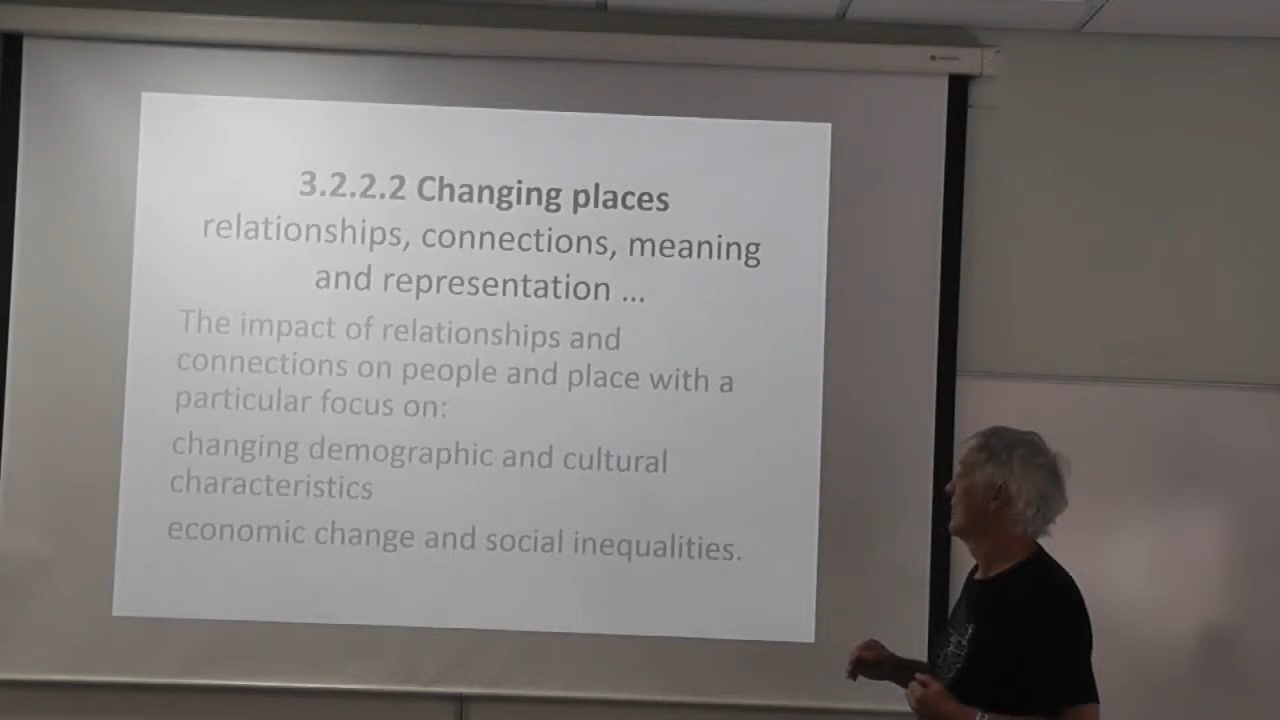 3.2.2.2 Changing places
relationships, connections, meaning
and representation ...
The impact of relationships and
connections on people and place with a
particular focus on:
changing demographic and cultural
characteristics
economic change and social inequalities.